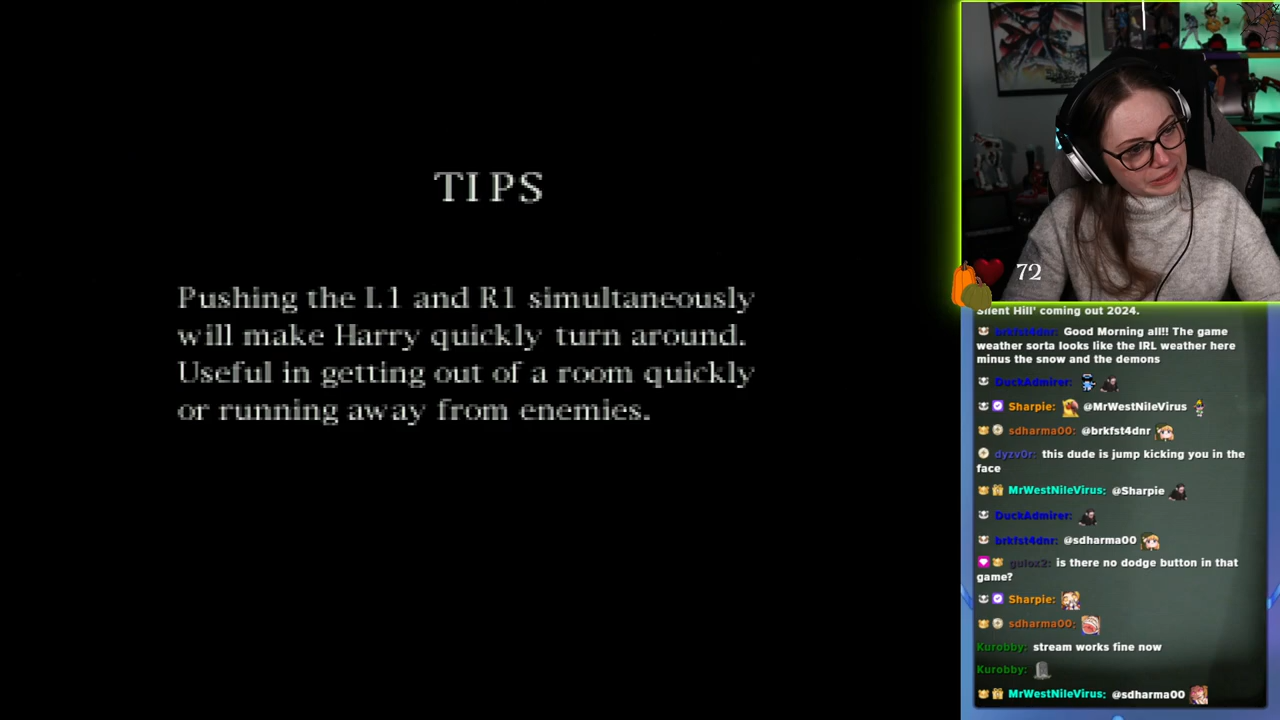 TIPS
Pushing the L1 and R1 simultaneously
will make Harry quickly turn around.
Useful in getting out of a room quickly
or running away from enemies.
72
Silent Hill' coming out 2024.
brkfst4dnr: Good Morning all!! The game
weather sorta looks like the IRL weather here
minus the snow and the demons
DuckAdmirer:
Sharpie: @MrWestNileVirus
sdharma00: @brkfst4dnr
dyzv0r: this dude is jump kicking you in the
face
MrWestNileVirus: @Sharpie
DuckAdmirer:
brkfst4dnr: @sdharma00
gulox2: is there no dodge button in that
game?
Sharpie:
sdharma00:
Kurobby: stream works fine now
Kurobby:
MrWestNileVirus: @sdharma00